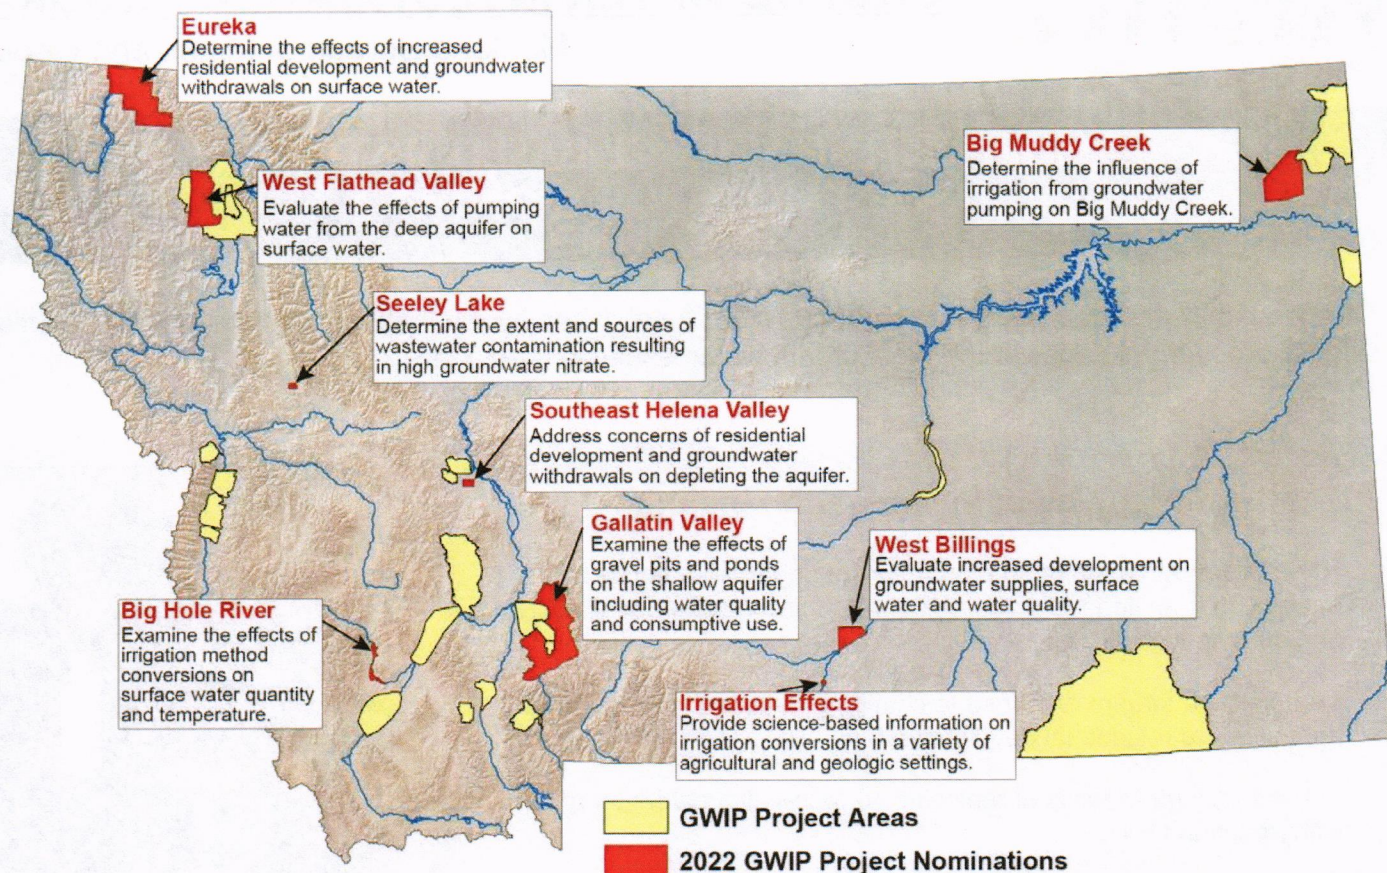 Eureka
Determine the effects of increased
residential development and groundwater
withdrawals on surface water.
Big Muddy Creek
Determine the influence of
irrigation from groundwater
pumping on Big Muddy Creek.
West Flathead Valley
Evaluate the effects of pumping
water from the deep aquifer on
surface water.
Seeley Lake
Determine the extent and sources of
wastewater contamination resulting
in high groundwater nitrate.
Southeast Helena Valley
Address concerns of residential
development and groundwater
withdrawals on depleting the aquifer.
Gallatin Valley
Examine the effects of
gravel pits and ponds
on the shallow aquifer
including water quality
and consumptive use.
West Billings
Evaluate increased development on
groundwater supplies, surface
water and water quality.
Big Hole River
Examine the effects of
irrigation method
conversions on
surface water quantity
and temperature.
Irrigation Effects
Provide science-based information on
irrigation conversions in a variety of
agricultural and geologic settings.
GWIP Project Areas
2022 GWIP Project Nominations